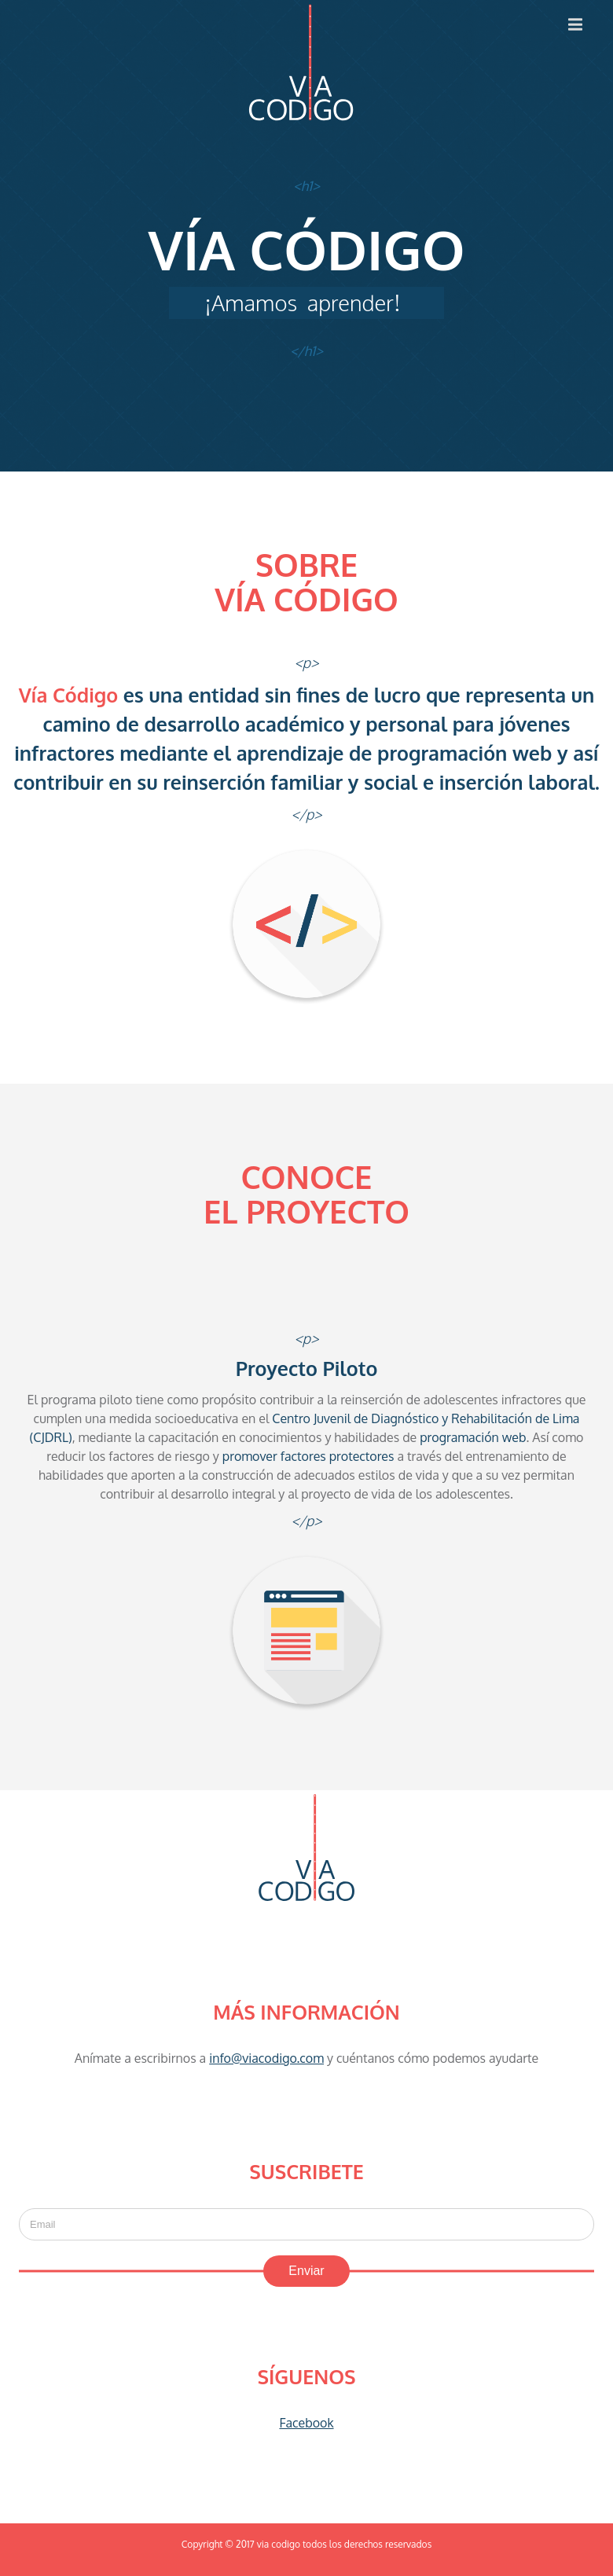 VIA
CODIGO
<h1>
VÍA CÓDIGO
¡Amamos aprender!
</h1>
SOBRE
VÍA CÓDIGO
<p>
Vía Código es una entidad sin fines de lucro que representa un
camino de desarrollo académico y personal para jóvenes
infractores mediante el aprendizaje de programación web y así
contribuir en su reinserción familiar y social e inserción laboral.
</p>
</>
CONOCE
EL PROYECTO
<p>
Proyecto Piloto
El programa piloto tiene como propósito contribuir a la reinserción de adolescentes infractores que
cumplen una medida socioeducativa en el Centro Juvenil de Diagnóstico y Rehabilitación de Lima
(CJDRL), mediante la capacitación en conocimientos y habilidades de programación web. Así como
reducir los factores de riesgo y promover factores protectores a través del entrenamiento de
habilidades que aporten a la construcción de adecuados estilos de vida y que a su vez permitan
contribuir al desarrollo integral y al proyecto de vida de los adolescentes.
</p>
VIA
CODIGO
MÁS INFORMACIÓN
Anímate a escribirnos a info@viacodigo.com y cuéntanos cómo podemos ayudarte
SUSCRIBETE
Email
Enviar
SÍGUENOS
Facebook
Copyright © 2017 via codigo todos los derechos reservados